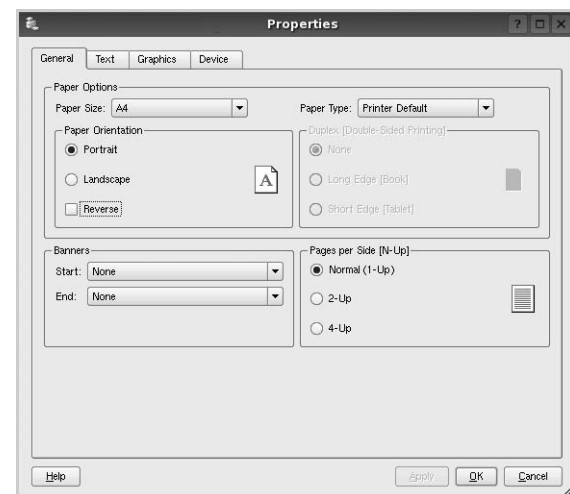 Properties
General Text Graphics Device
Paper Options
Paper Size: A4 Paper Type: Printer Default
Paper Orientation
Portrait
Landscape
Reverse
A
Duplex [Double-Sided Printing]
None
Long Edge [Book]
Short Edge [Tablet]
Banners
Start: None
End: None
Pages per Side [N-Up]
Normal (1-Up)
2-Up
4-Up
Help Apply OK Cancel